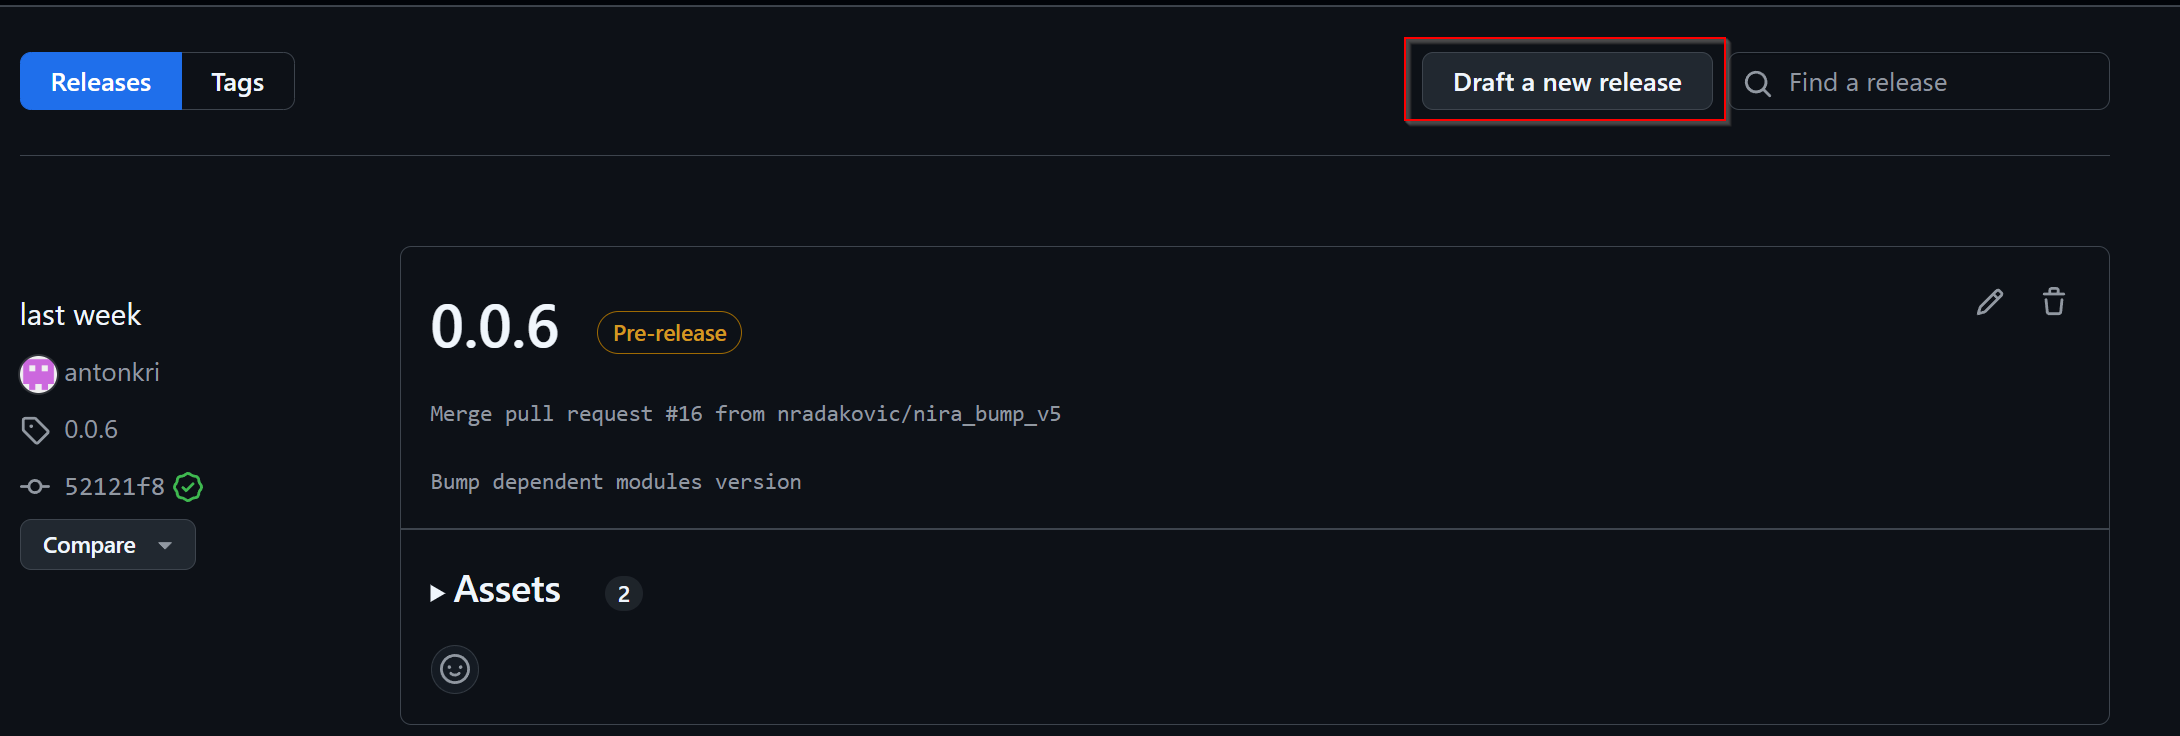 Releases Tags Draft a new release Find a release
last week
antonkri
0.0.6
52121f8
Compare
0.0.6 Pre-release
Merge pull request #16 from nradakovic/nira_bump_v5
Bump dependent modules version
Assets 2